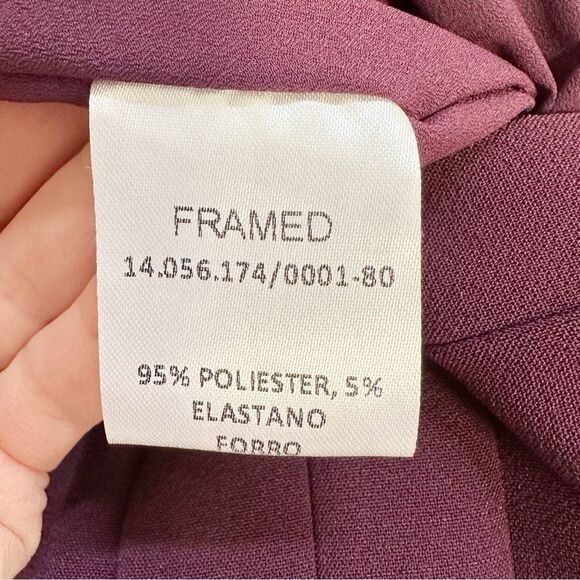 FRAMED
14.056.174/0001-80
95% POLIESTER, 5%
ELASTANO
FORRO